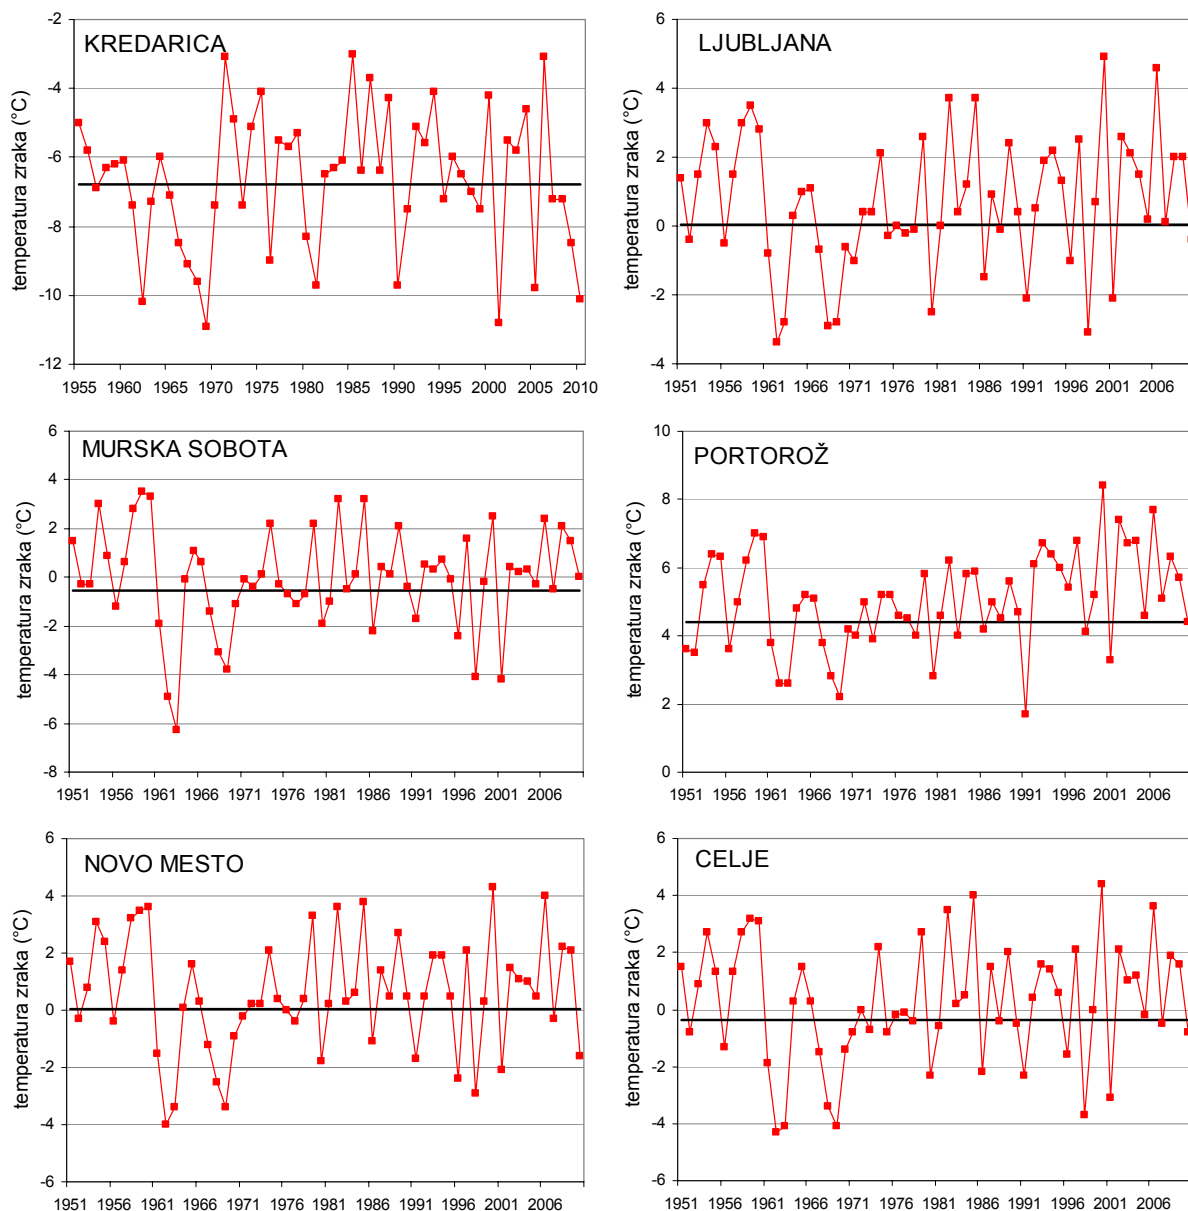 KREDARICA
temperatura zraka (°C)
-2
-4
-6
-8
-10
-12
1955 1960 1965 1970 1975 1980 1985 1990 1995 2000 2005 2010
LJUBLJANA
temperatura zraka (°C)
6
4
2
0
-2
-4
1951 1956 1961 1966 1971 1976 1981 1986 1991 1996 2001 2006
MURSKA SOBOTA
temperatura zraka (°C)
6
4
2
0
-2
-4
-6
-8
1951 1956 1961 1966 1971 1976 1981 1986 1991 1996 2001 2006
PORTOROŽ
temperatura zraka (°C)
10
8
6
4
2
0
1951 1956 1961 1966 1971 1976 1981 1986 1991 1996 2001 2006
NOVO MESTO
temperatura zraka (°C)
6
4
2
0
-2
-4
-6
1951 1956 1961 1966 1971 1976 1981 1986 1991 1996 2001 2006
CELJE
temperatura zraka (°C)
6
4
2
0
-2
-4
-6
1951 1956 1961 1966 1971 1976 1981 1986 1991 1996 2001 2006